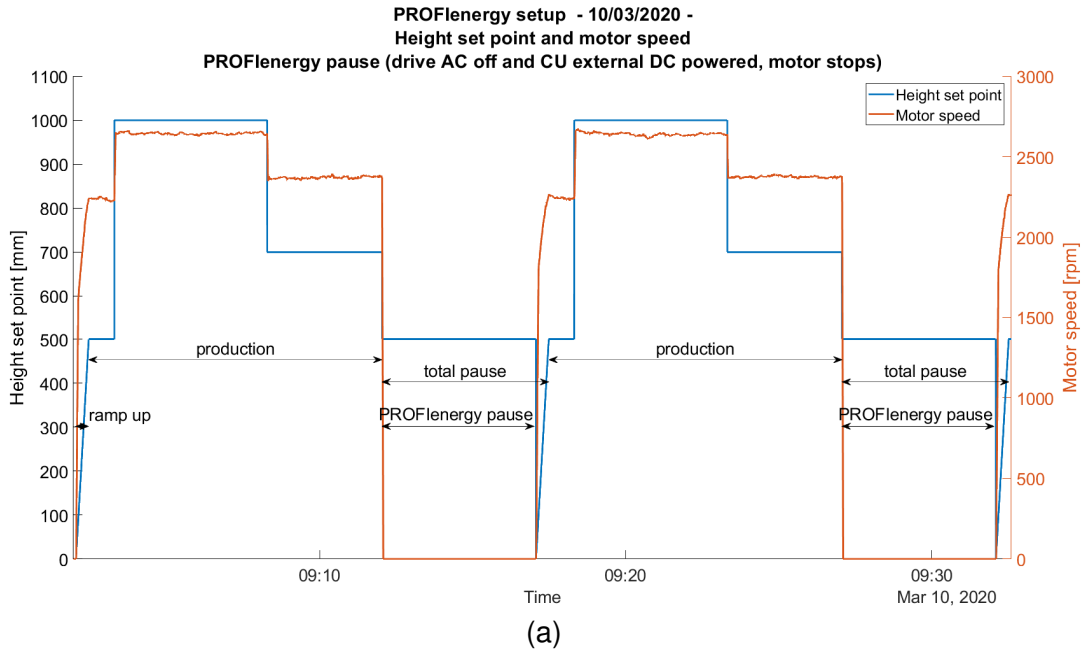 PROFIenergy setup - 10/03/2020 -
Height set point and motor speed
PROFIenergy pause (drive AC off and CU external DC powered, motor stops)
Height set point
Motor speed
Height set point [mm]
1100
1000
900
800
700
600
500
400
300
200
100
0
production
production
total pause
total pause
ramp up
PROFIenergy pause
PROFIenergy pause
3000
2500
2000
1500
1000
500
0
Motor speed [rpm]
09:10
09:20
09:30
Time
Mar 10, 2020
(a)